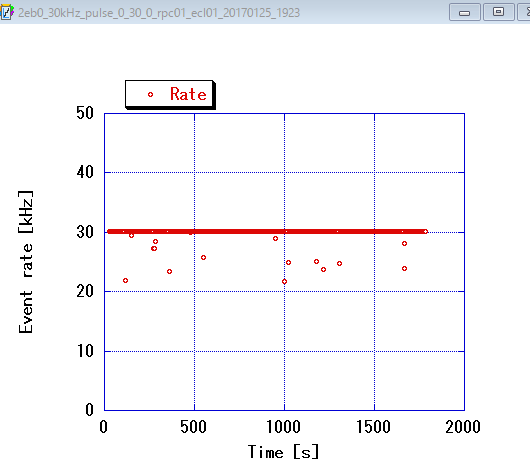 2eb0_30kHz_pulse_0_30_0_rpc01_ecl01_20170125_1923
Rate
50
40
30
20
10
0
Event rate [kHz]
0 500 1000 1500 2000
Time [s]